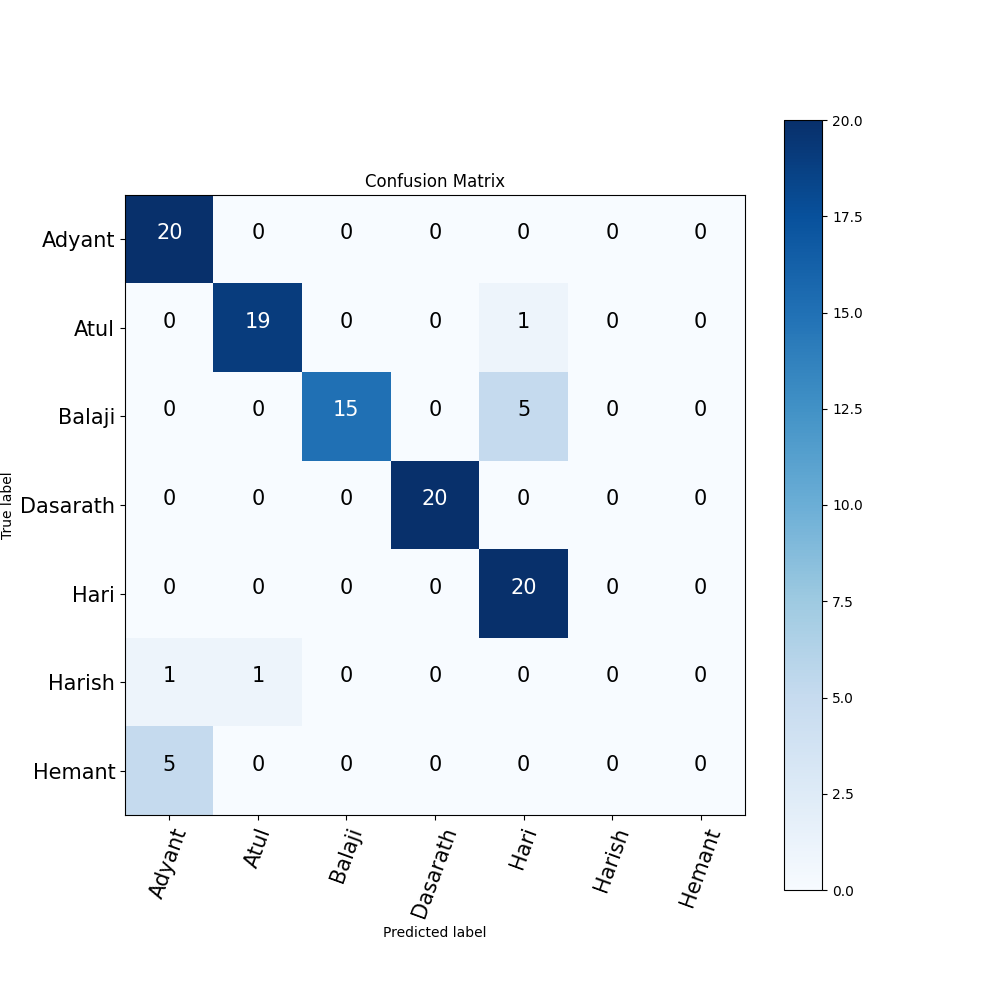 Confusion Matrix
True label
Adyant 20 0 0 0 0 0 0
Atul 0 19 0 0 1 0 0
Balaji 0 0 15 0 5 0 0
Dasarath 0 0 0 20 0 0 0
Hari 0 0 0 0 20 0 0
Harish 1 1 0 0 0 0 0
Hemant 5 0 0 0 0 0 0
Adyant Atul Balaji Dasarath Hari Harish Hemant
Predicted label
20.0
17.5
15.0
12.5
10.0
7.5
5.0
2.5
0.0